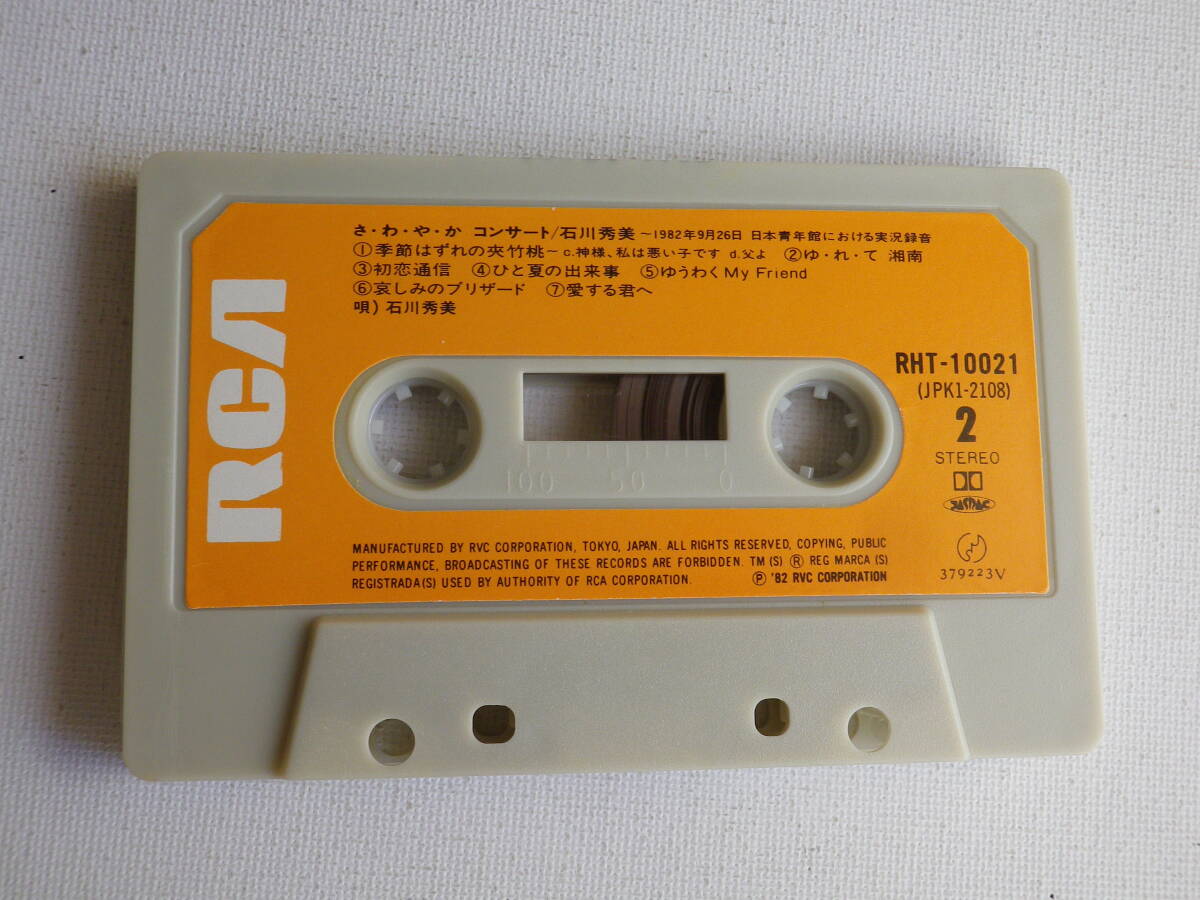 さ・わ・や・か コンサート/石川秀美 ～1982年9月26日 日本青年館における実況録音
①季節はずれの夾竹桃～c.神様、私は悪い子です d.父よ ②ゆ・れ・て 湘南
③初恋通信 ④ひと夏の出来事 ⑤ゆうわく My Friend
⑥哀しみのブリザード ⑦愛する君へ
唄) 石川秀美
RCA
RHT-10021
(JPK1-2108)
2
STEREO
JASRAC
379223V
100 50 0
MANUFACTURED BY RVC CORPORATION, TOKYO, JAPAN. ALL RIGHTS RESERVED, COPYING, PUBLIC
PERFORMANCE, BROADCASTING OF THESE RECORDS ARE FORBIDDEN. TM(S) ® REG MARCA(S)
REGISTRADA(S) USED BY AUTHORITY OF RCA CORPORATION. ℗ '82 RVC CORPORATION